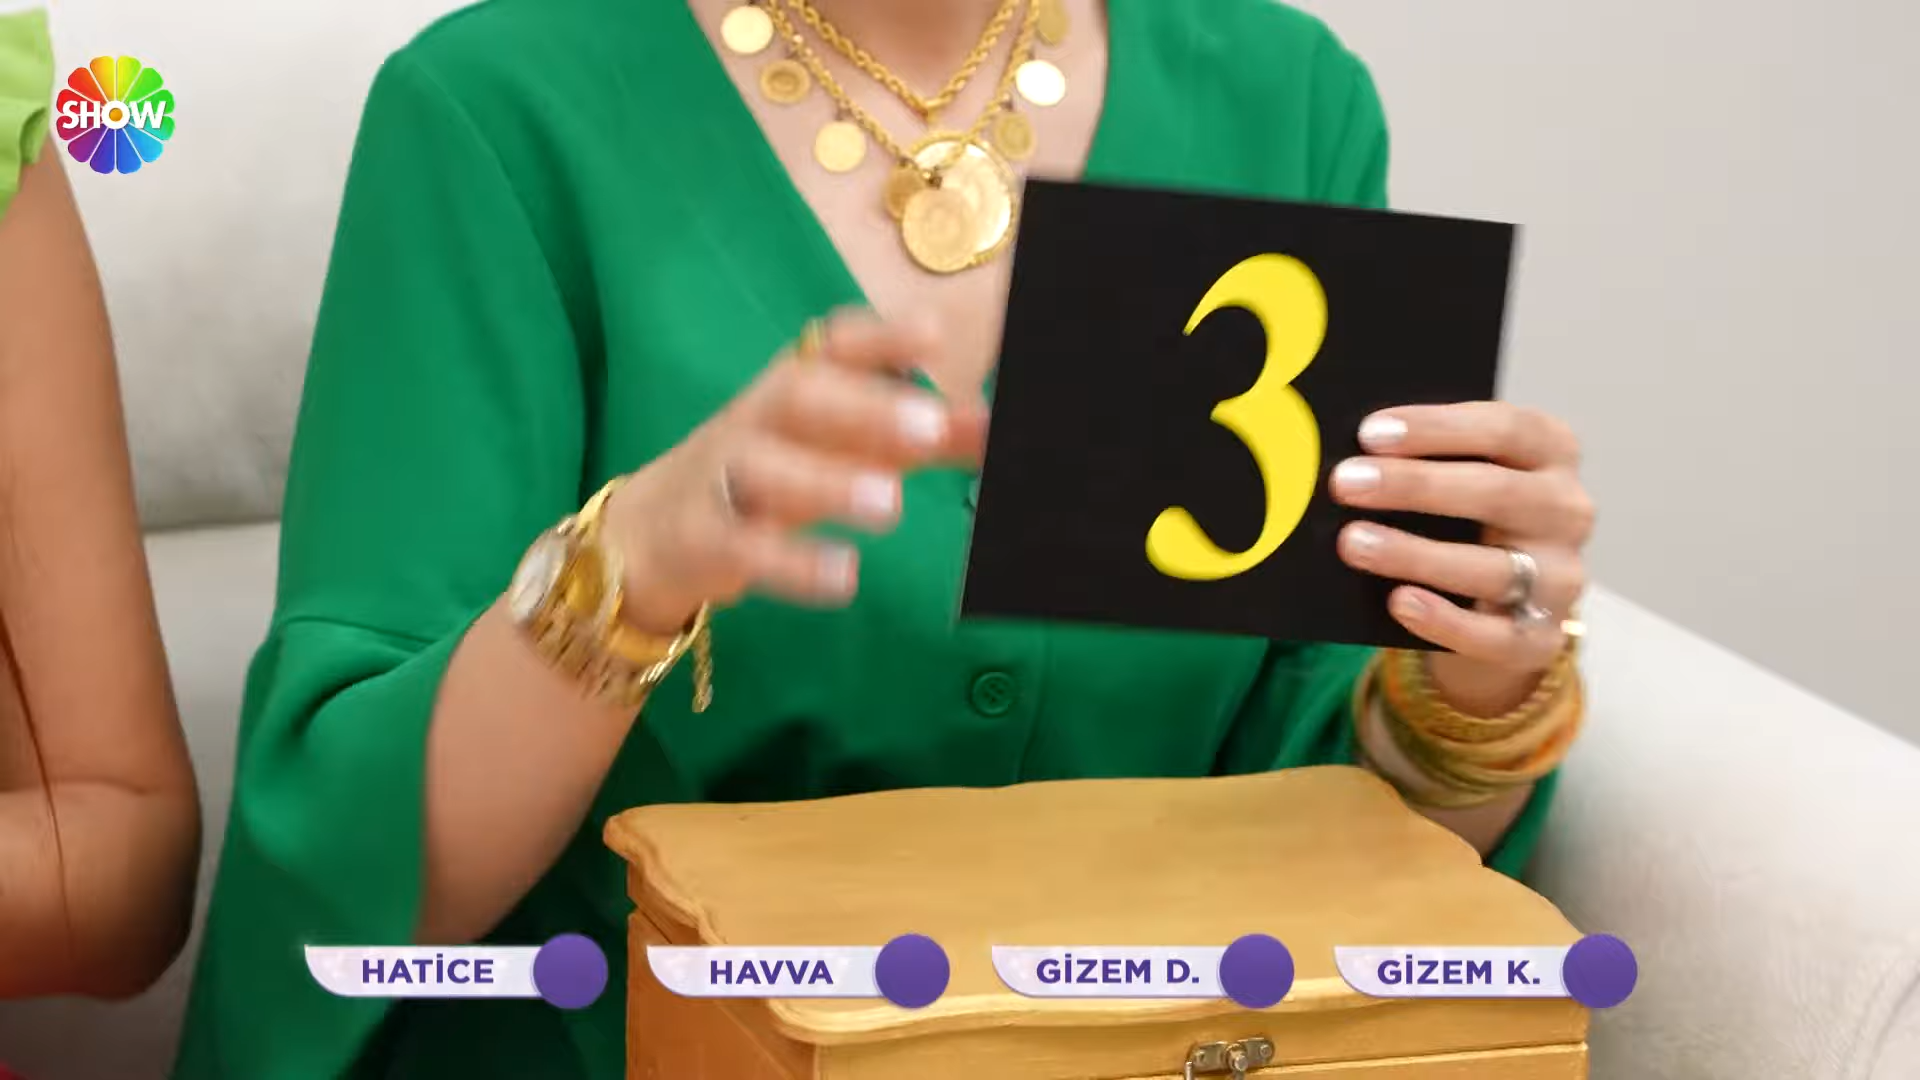 SHOW
3
HATİCE
HAVVA
GİZEM D.
GİZEM K.